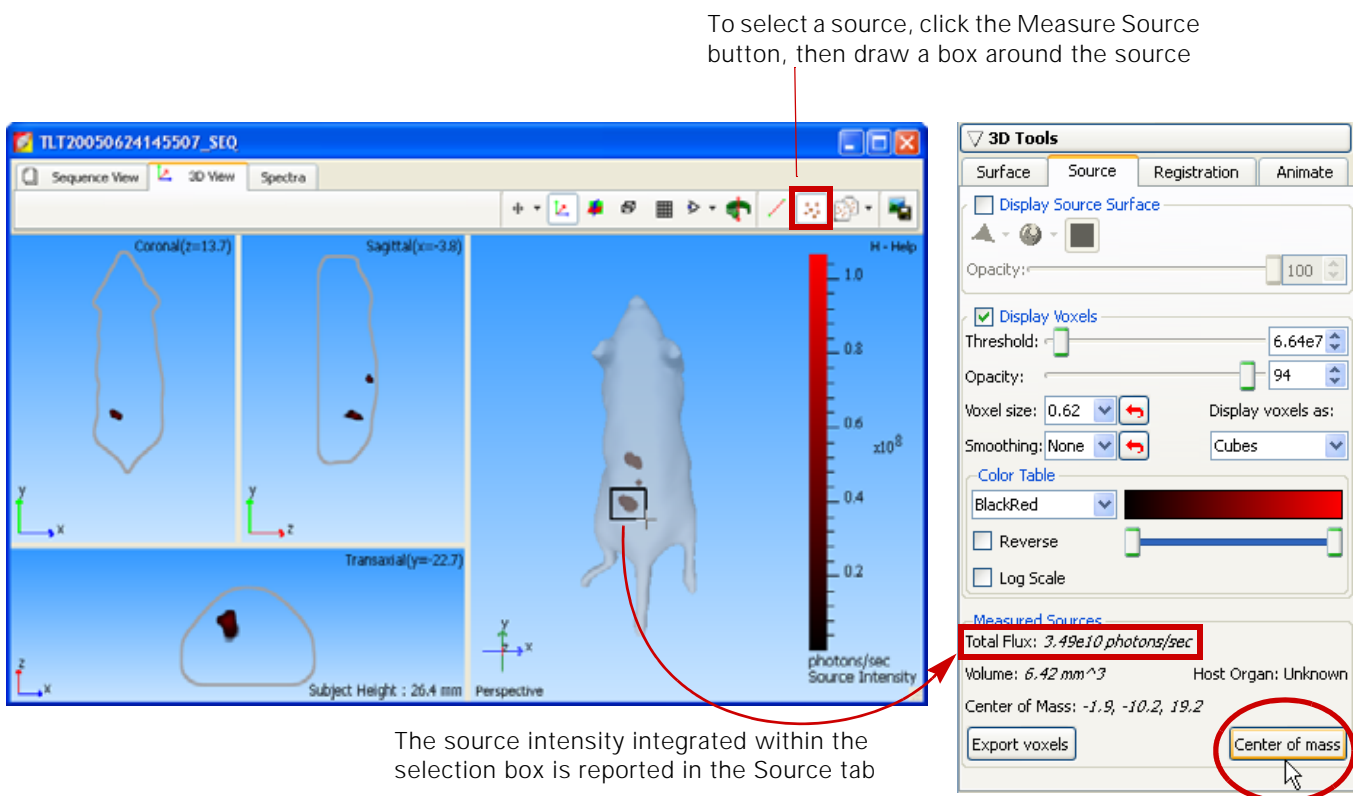 To select a source, click the Measure Source
button, then draw a box around the source
TLT20050624145507_SEQ
Sequence View
3D View
Spectra
Coronal(z=13.7)
Sagittal(x=-3.8)
H - Help
1.0
0.8
0.6
x10^8
0.4
0.2
photons/sec
Source Intensity
y
x
y
z
Transaxial(y=-22.7)
z
x
Subject Height : 26.4 mm
y
z
x
Perspective
The source intensity integrated within the
selection box is reported in the Source tab
3D Tools
Surface
Source
Registration
Animate
Display Source Surface
Opacity:
100
Display Voxels
Threshold:
6.64e7
Opacity:
94
Voxel size:
0.62
Display voxels as:
Smoothing:
None
Cubes
Color Table
BlackRed
Reverse
Log Scale
Measured Sources
Total Flux: 3.49e10 photons/sec
Volume: 6.42 mm^3
Host Organ: Unknown
Center of Mass: -1.9, -10.2, 19.2
Export voxels
Center of mass